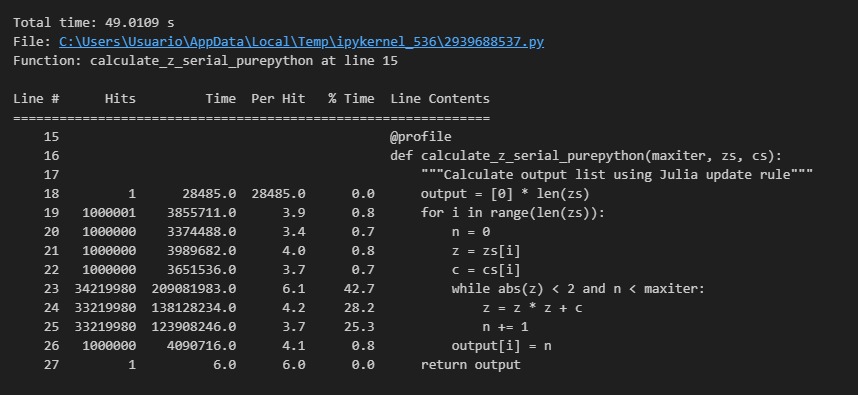 Total time: 49.0109 s
File: C:\Users\Usuario\AppData\Local\Temp\ipykernel_536\2939688537.py
Function: calculate_z_serial_purepython at line 15

Line #      Hits         Time  Per Hit   % Time  Line Contents
==============================================================
    15                                           @profile
    16                                           def calculate_z_serial_purepython(maxiter, zs, cs):
    17                                               """Calculate output list using Julia update rule"""
    18         1      28485.0  28485.0      0.0      output = [0] * len(zs)
    19   1000001    3855711.0      3.9      0.8      for i in range(len(zs)):
    20   1000000    3374488.0      3.4      0.7          n = 0
    21   1000000    3989682.0      4.0      0.8          z = zs[i]
    22   1000000    3651536.0      3.7      0.7          c = cs[i]
    23  34219980  209081983.0      6.1     42.7          while abs(z) < 2 and n < maxiter:
    24  33219980  138128234.0      4.2     28.2              z = z * z + c
    25  33219980  123908246.0      3.7     25.3              n += 1
    26   1000000    4090716.0      4.1      0.8          output[i] = n
    27         1          6.0      6.0      0.0      return output